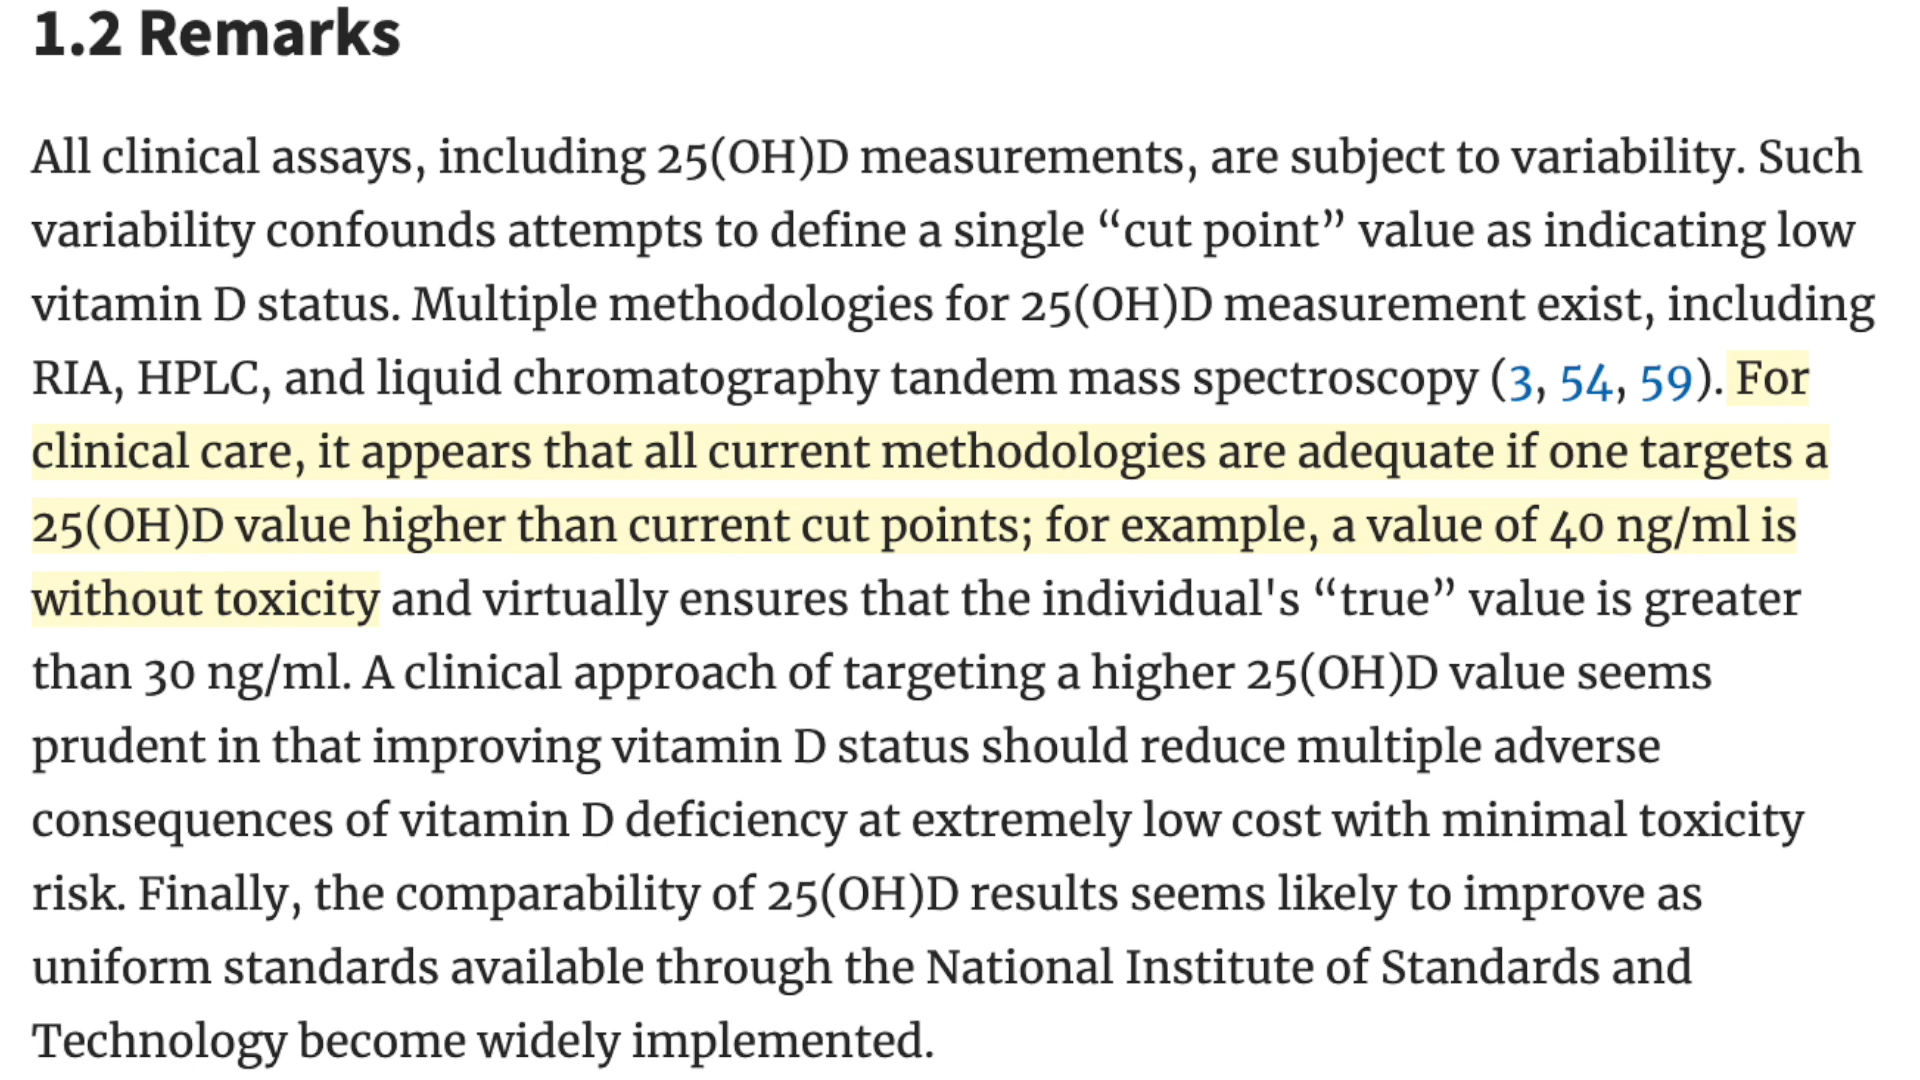 1.2 Remarks
All clinical assays, including 25(OH)D measurements, are subject to variability. Such
variability confounds attempts to define a single “cut point” value as indicating low
vitamin D status. Multiple methodologies for 25(OH)D measurement exist, including
RIA, HPLC, and liquid chromatography tandem mass spectroscopy (3, 54, 59). For
clinical care, it appears that all current methodologies are adequate if one targets a
25(OH)D value higher than current cut points; for example, a value of 40 ng/ml is
without toxicity and virtually ensures that the individual's “true” value is greater
than 30 ng/ml. A clinical approach of targeting a higher 25(OH)D value seems
prudent in that improving vitamin D status should reduce multiple adverse
consequences of vitamin D deficiency at extremely low cost with minimal toxicity
risk. Finally, the comparability of 25(OH)D results seems likely to improve as
uniform standards available through the National Institute of Standards and
Technology become widely implemented.